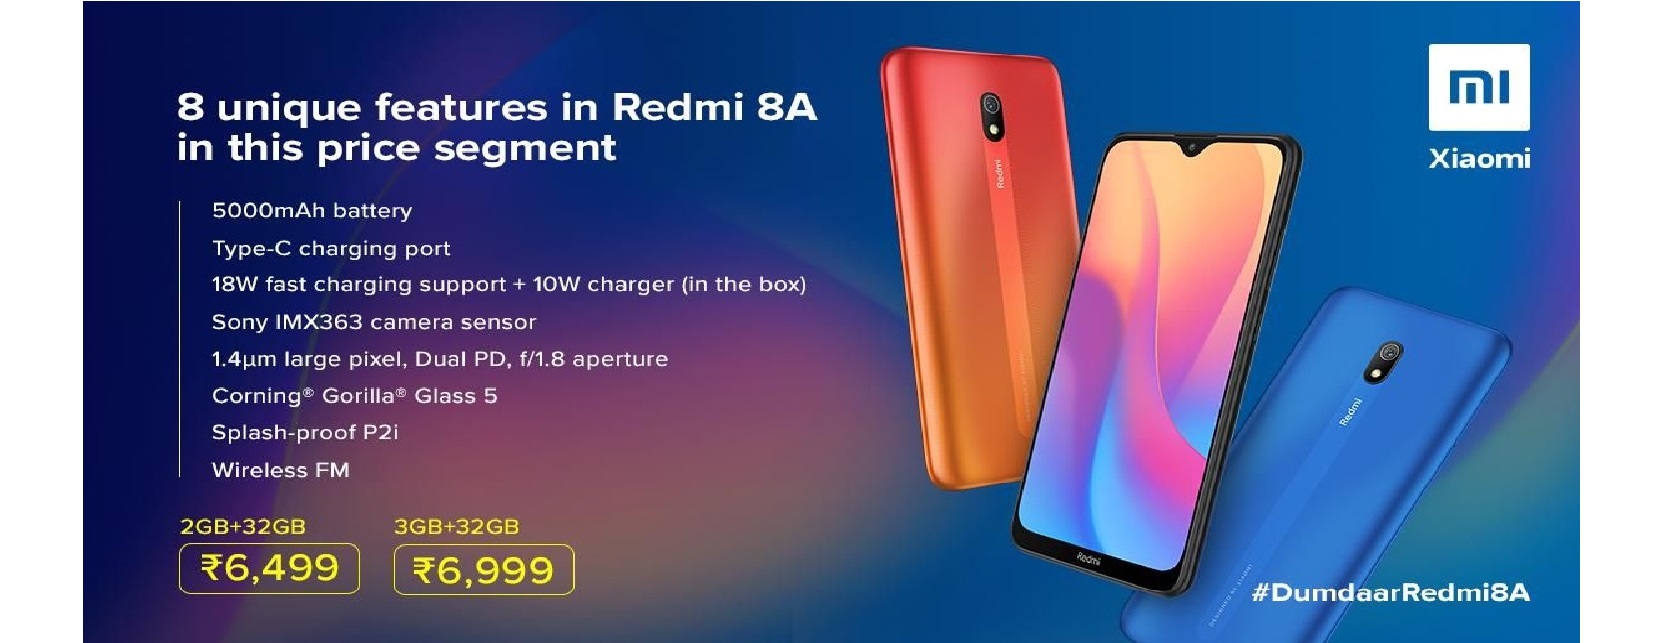 8 unique features in Redmi 8A
in this price segment
5000mAh battery
Type-C charging port
18W fast charging support + 10W charger (in the box)
Sony IMX363 camera sensor
1.4µm large pixel, Dual PD, f/1.8 aperture
Corning® Gorilla® Glass 5
Splash-proof P2i
Wireless FM
2GB+32GB
₹6,499
3GB+32GB
₹6,999
Redmi
Redmi
Redmi
mi
Xiaomi
#DumdaarRedmi8A